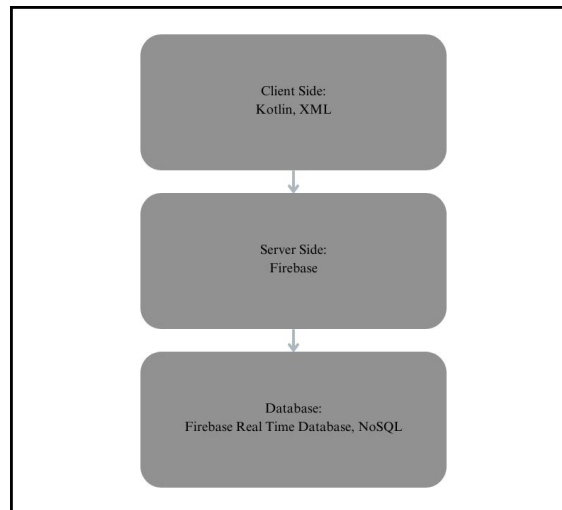 Client Side:
Kotlin, XML
Server Side:
Firebase
Database:
Firebase Real Time Database, NoSQL